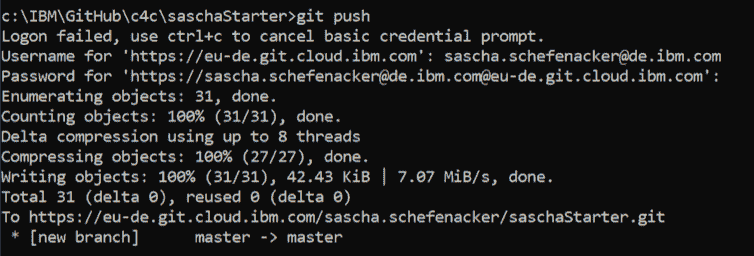 c:\IBM\GitHub\c4c\saschaStarter>git push
Logon failed, use ctrl+c to cancel basic credential prompt.
Username for 'https://eu-de.git.cloud.ibm.com': sascha.schefenacker@de.ibm.com
Password for 'https://sascha.schefenacker@de.ibm.com@eu-de.git.cloud.ibm.com':
Enumerating objects: 31, done.
Counting objects: 100% (31/31), done.
Delta compression using up to 8 threads
Compressing objects: 100% (27/27), done.
Writing objects: 100% (31/31), 42.43 KiB | 7.07 MiB/s, done.
Total 31 (delta 0), reused 0 (delta 0)
To https://eu-de.git.cloud.ibm.com/sascha.schefenacker/saschaStarter.git
 * [new branch]      master -> master